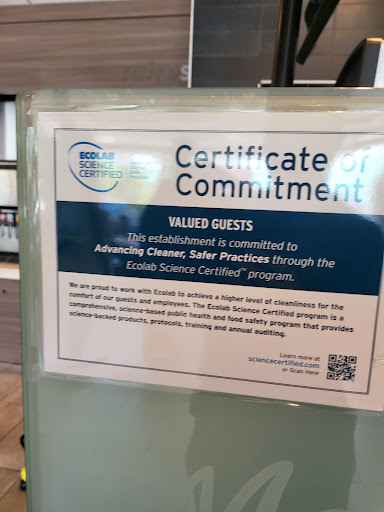 ECOLAB
SCIENCE
CERTIFIED
Certificate of
Commitment
VALUED GUESTS
This establishment is committed to
Advancing Cleaner, Safer Practices through the
Ecolab Science Certified™ program.
We are proud to work with Ecolab to achieve a higher level of cleanliness for the
comfort of our guests and employees. The Ecolab Science Certified program is a
comprehensive, science-based public health and food safety program that provides
science-backed products, protocols, training and annual auditing.
Learn more at
sciencecertified.com
or Scan Here